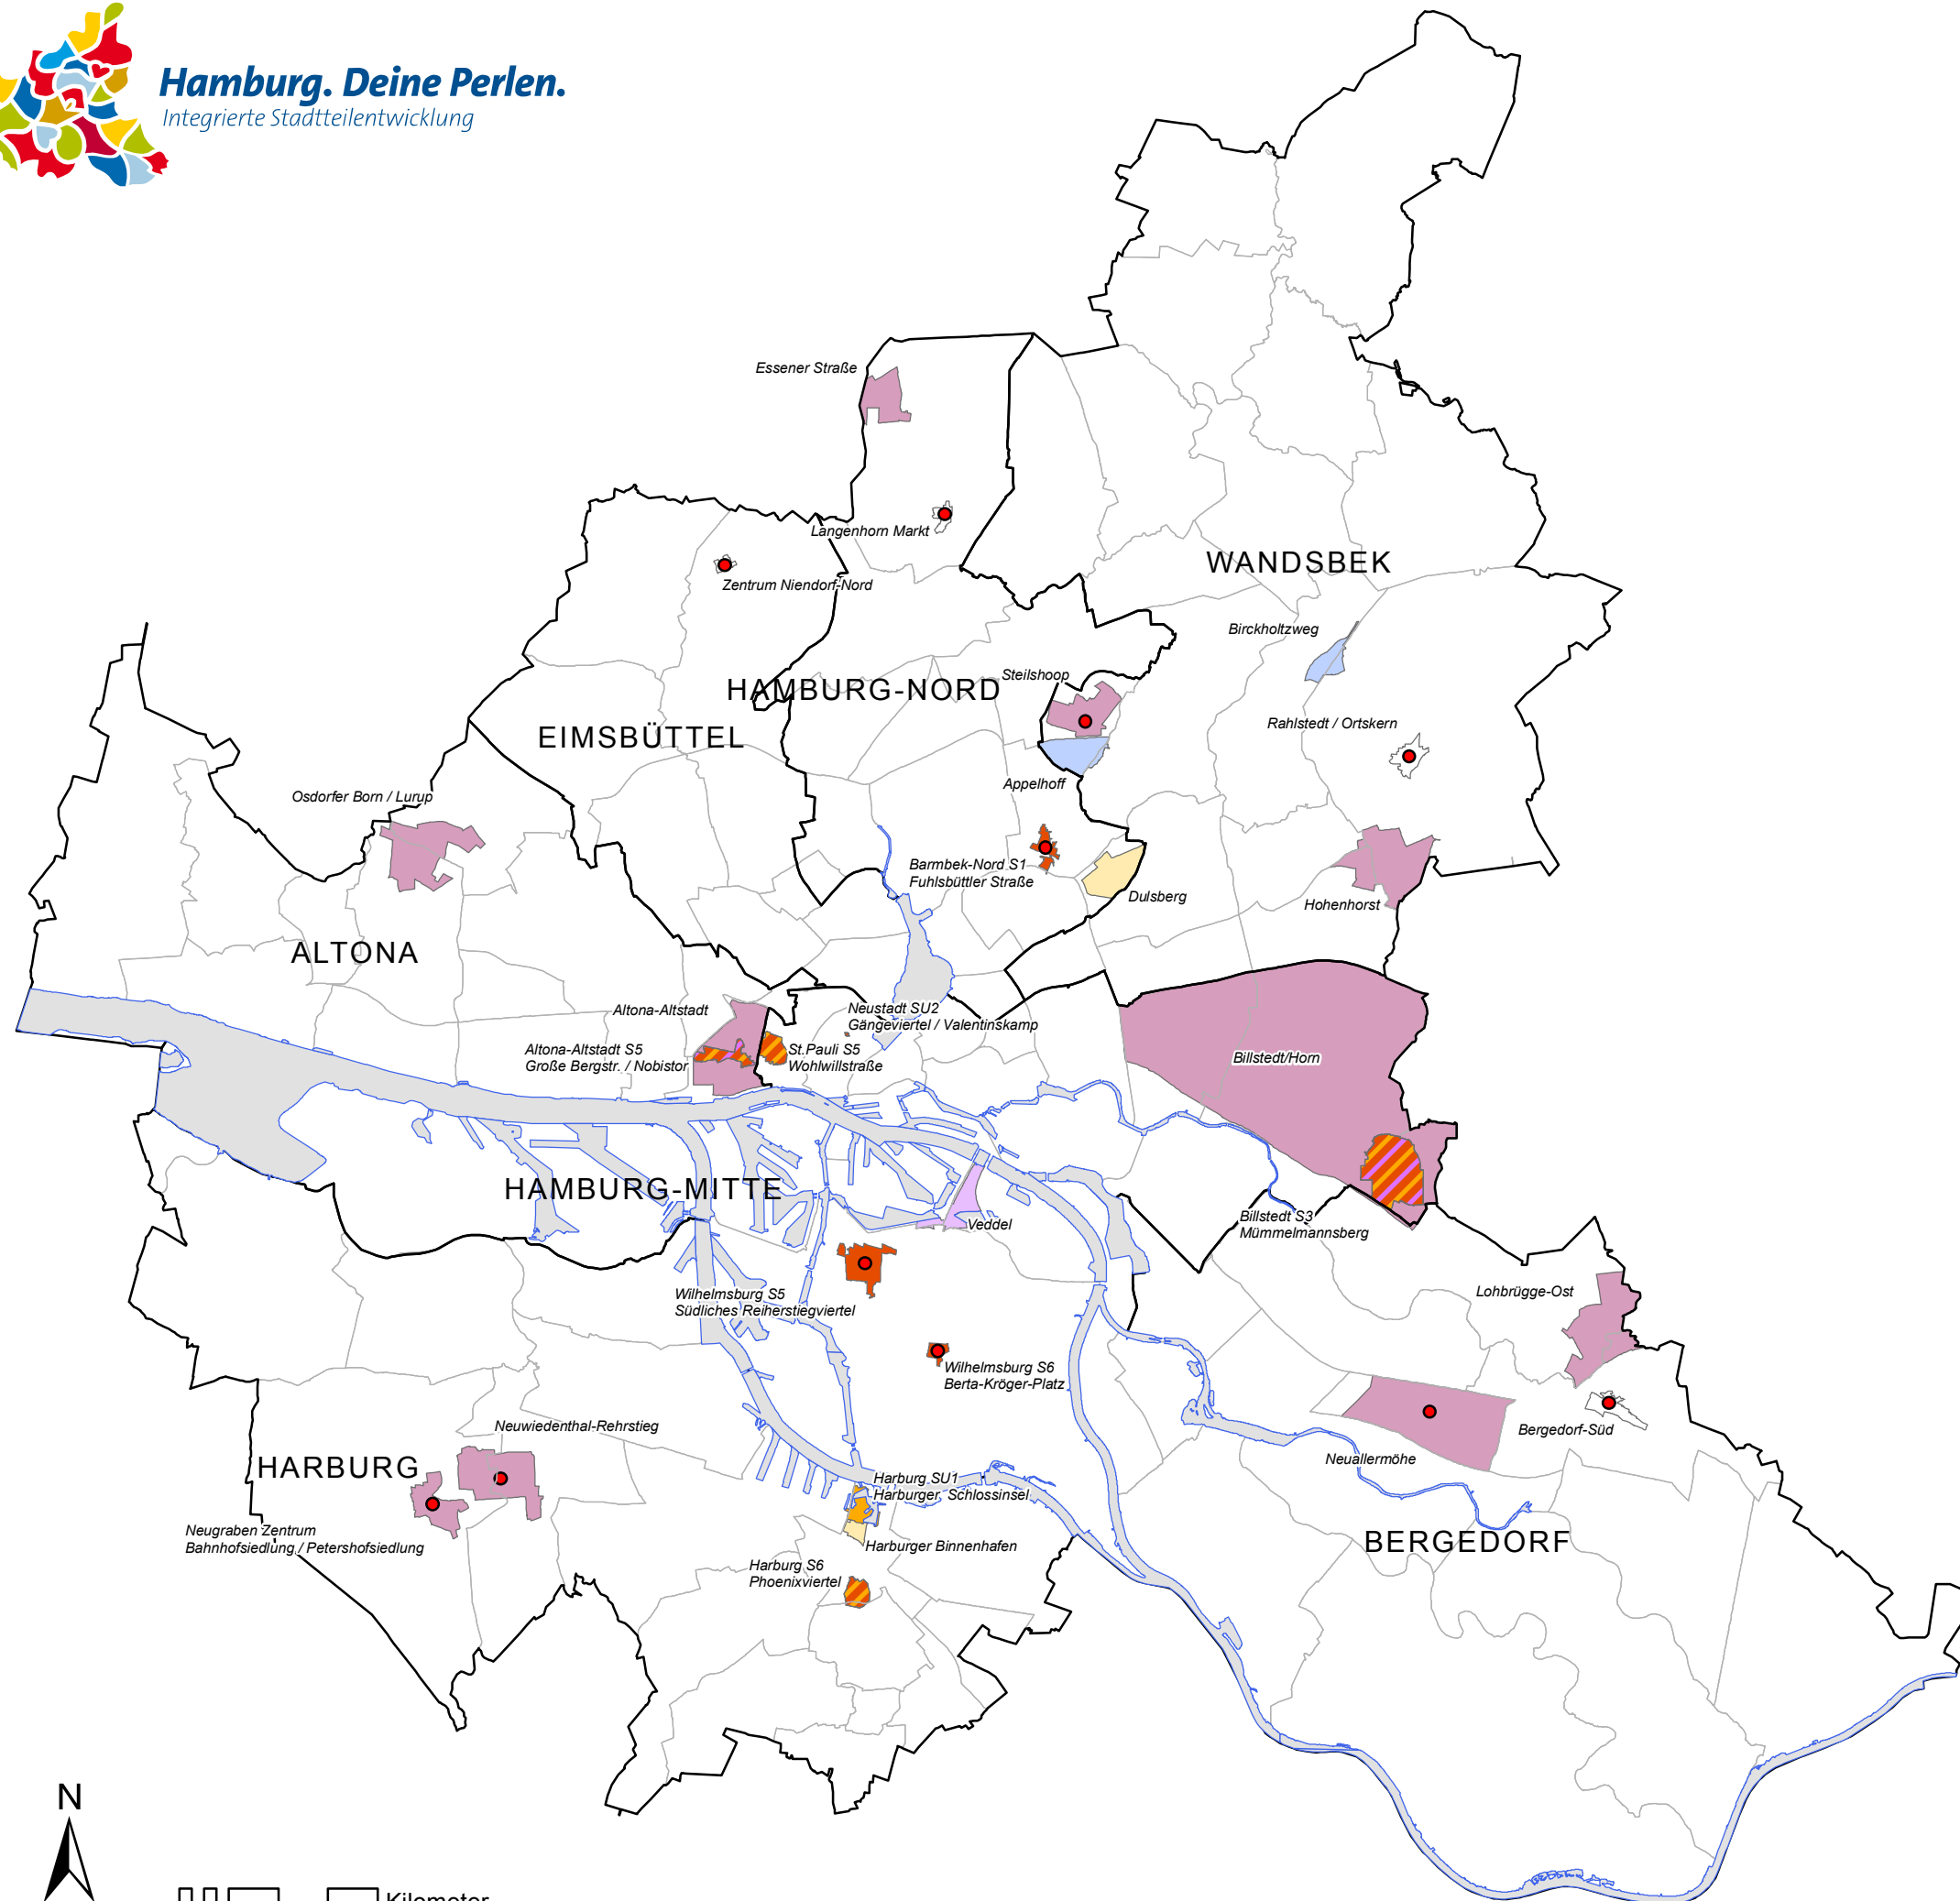 Hamburg. Deine Perlen.
Integrierte Stadtteilentwicklung
Essener Straße
Langenhorn Markt
Zentrum Niendorf-Nord
WANDSBEK
Birckholtzweg
Steilshoop
HAMBURG-NORD
Rahlstedt / Ortskern
EIMSBÜTTEL
Appelhoff
Osdorfer Born / Lurup
Barmbek-Nord S1
Fuhlsbüttler Straße
Dulsberg
Hohenhorst
ALTONA
Altona-Altstadt
Neustadt SU2
Gängeviertel / Valentinskamp
Altona-Altstadt S5
Große Bergstr. / Nobistor
St.Pauli S5
Wohlwillstraße
Billstedt/Horn
HAMBURG-MITTE
Veddel
Billstedt S3
Mümmelmannsberg
Wilhelmsburg S5
Südliches Reiherstiegviertel
Lohbrügge-Ost
Wilhelmsburg S6
Berta-Kröger-Platz
Neuwiedenthal-Rehrstieg
Bergedorf-Süd
Neuallermöhe
HARBURG
Harburg SU1
Harburger Schlossinsel
Neugraben Zentrum
Bahnhofsiedlung / Petershofsiedlung
Harburger Binnenhafen
BERGEDORF
Harburg S6
Phoenixviertel
N
Kilometer